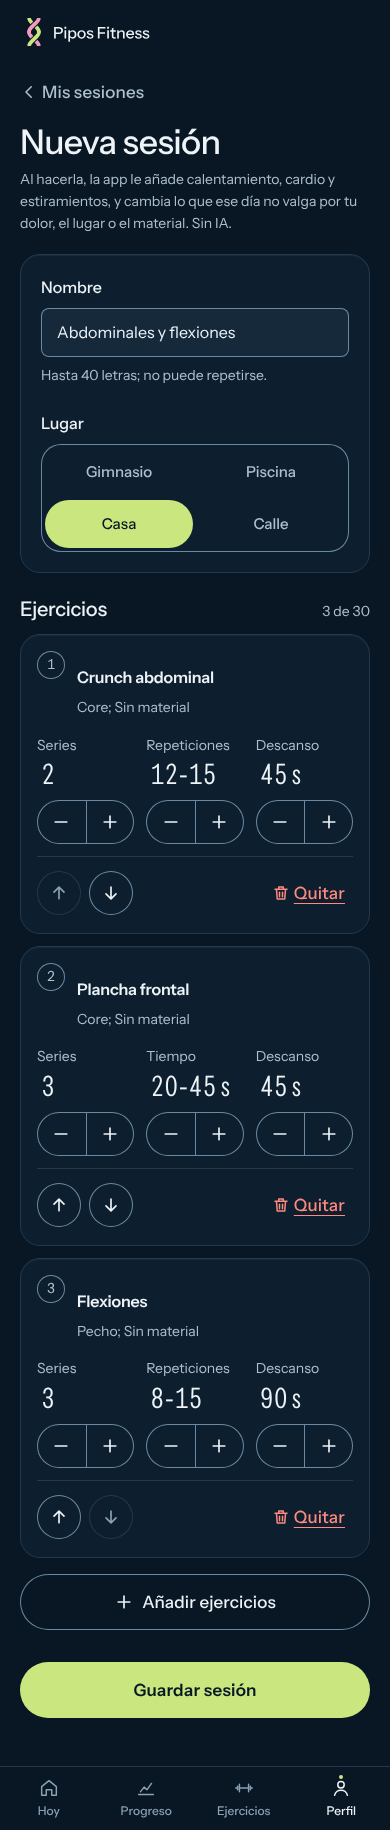 Pipos Fitness
Mis sesiones
Nueva sesión
Al hacerla, la app le añade calentamiento, cardio y
estiramientos, y cambia lo que ese día no valga por tu
dolor, el lugar o el material. Sin IA.
Nombre
Abdominales y flexiones
Hasta 40 letras; no puede repetirse.
Lugar
Gimnasio Piscina
Casa Calle
Ejercicios 3 de 30
1
Crunch abdominal
Core; Sin material
Series Repeticiones Descanso
2 12-15 45 s
− + − + − +
↑ ↓ Quitar
2
Plancha frontal
Core; Sin material
Series Tiempo Descanso
3 20-45 s 45 s
− + − + − +
↑ ↓ Quitar
3
Flexiones
Pecho; Sin material
Series Repeticiones Descanso
3 8-15 90 s
− + − + − +
↑ ↓ Quitar
+ Añadir ejercicios
Guardar sesión
Hoy Progreso Ejercicios Perfil